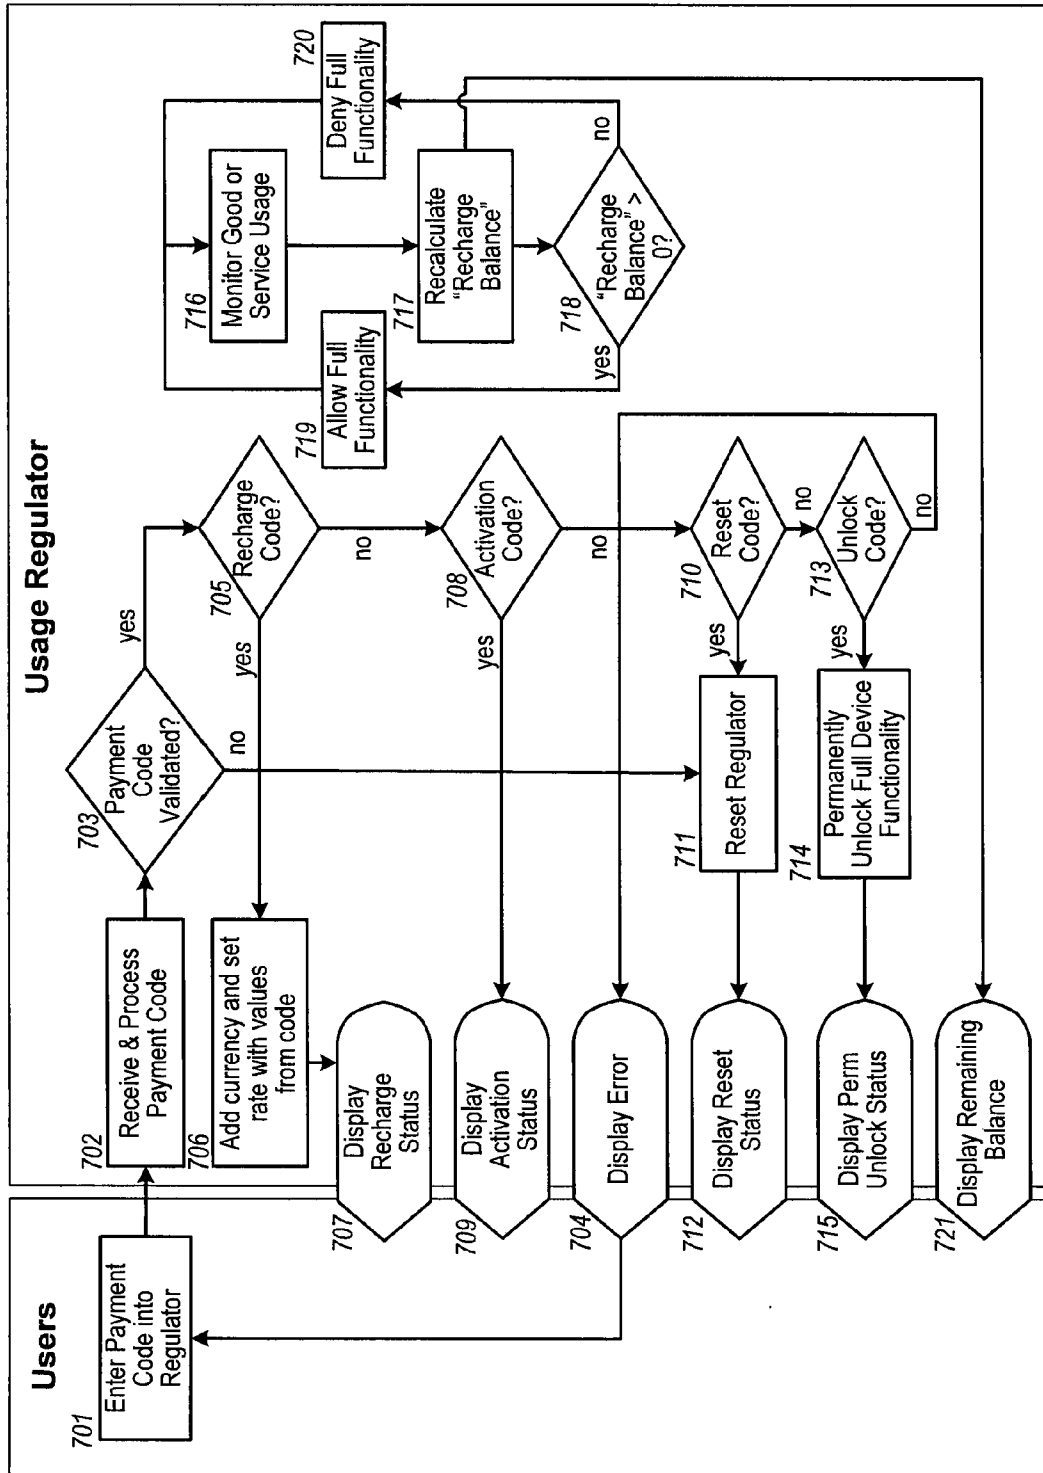 Users
Usage Regulator
701
Enter Payment
Code into
Regulator
702
Receive & Process
Payment Code
703
Payment
Code
Validated?
yes
no
705
Recharge
Code?
yes
no
706
Add currency and set
rate with values
from code
707
Display
Recharge
Status
708
Activation
Code?
yes
no
709
Display
Activation
Status
704
Display Error
710
Reset
Code?
yes
no
711
Reset Regulator
712
Display Reset
Status
713
Unlock
Code?
yes
no
714
Permanently
Unlock Full Device
Functionality
715
Display Perm
Unlock Status
716
Monitor Good or
Service Usage
717
Recalculate
“Recharge
Balance”
718
“Recharge
Balance” >
0?
yes
no
719
Allow Full
Functionality
720
Deny Full
Functionality
721
Display Remaining
Balance